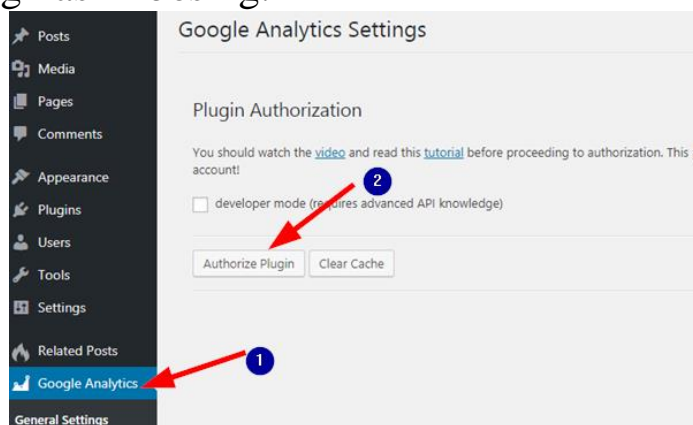 Google Analytics Settings
Posts
Media
Pages
Comments
Appearance
Plugins
Users
Tools
Settings
Related Posts
Google Analytics
General Settings
Plugin Authorization
You should watch the video and read this tutorial before proceeding to authorization. This
account!
2
developer mode (requires advanced API knowledge)
Authorize Plugin
Clear Cache
1